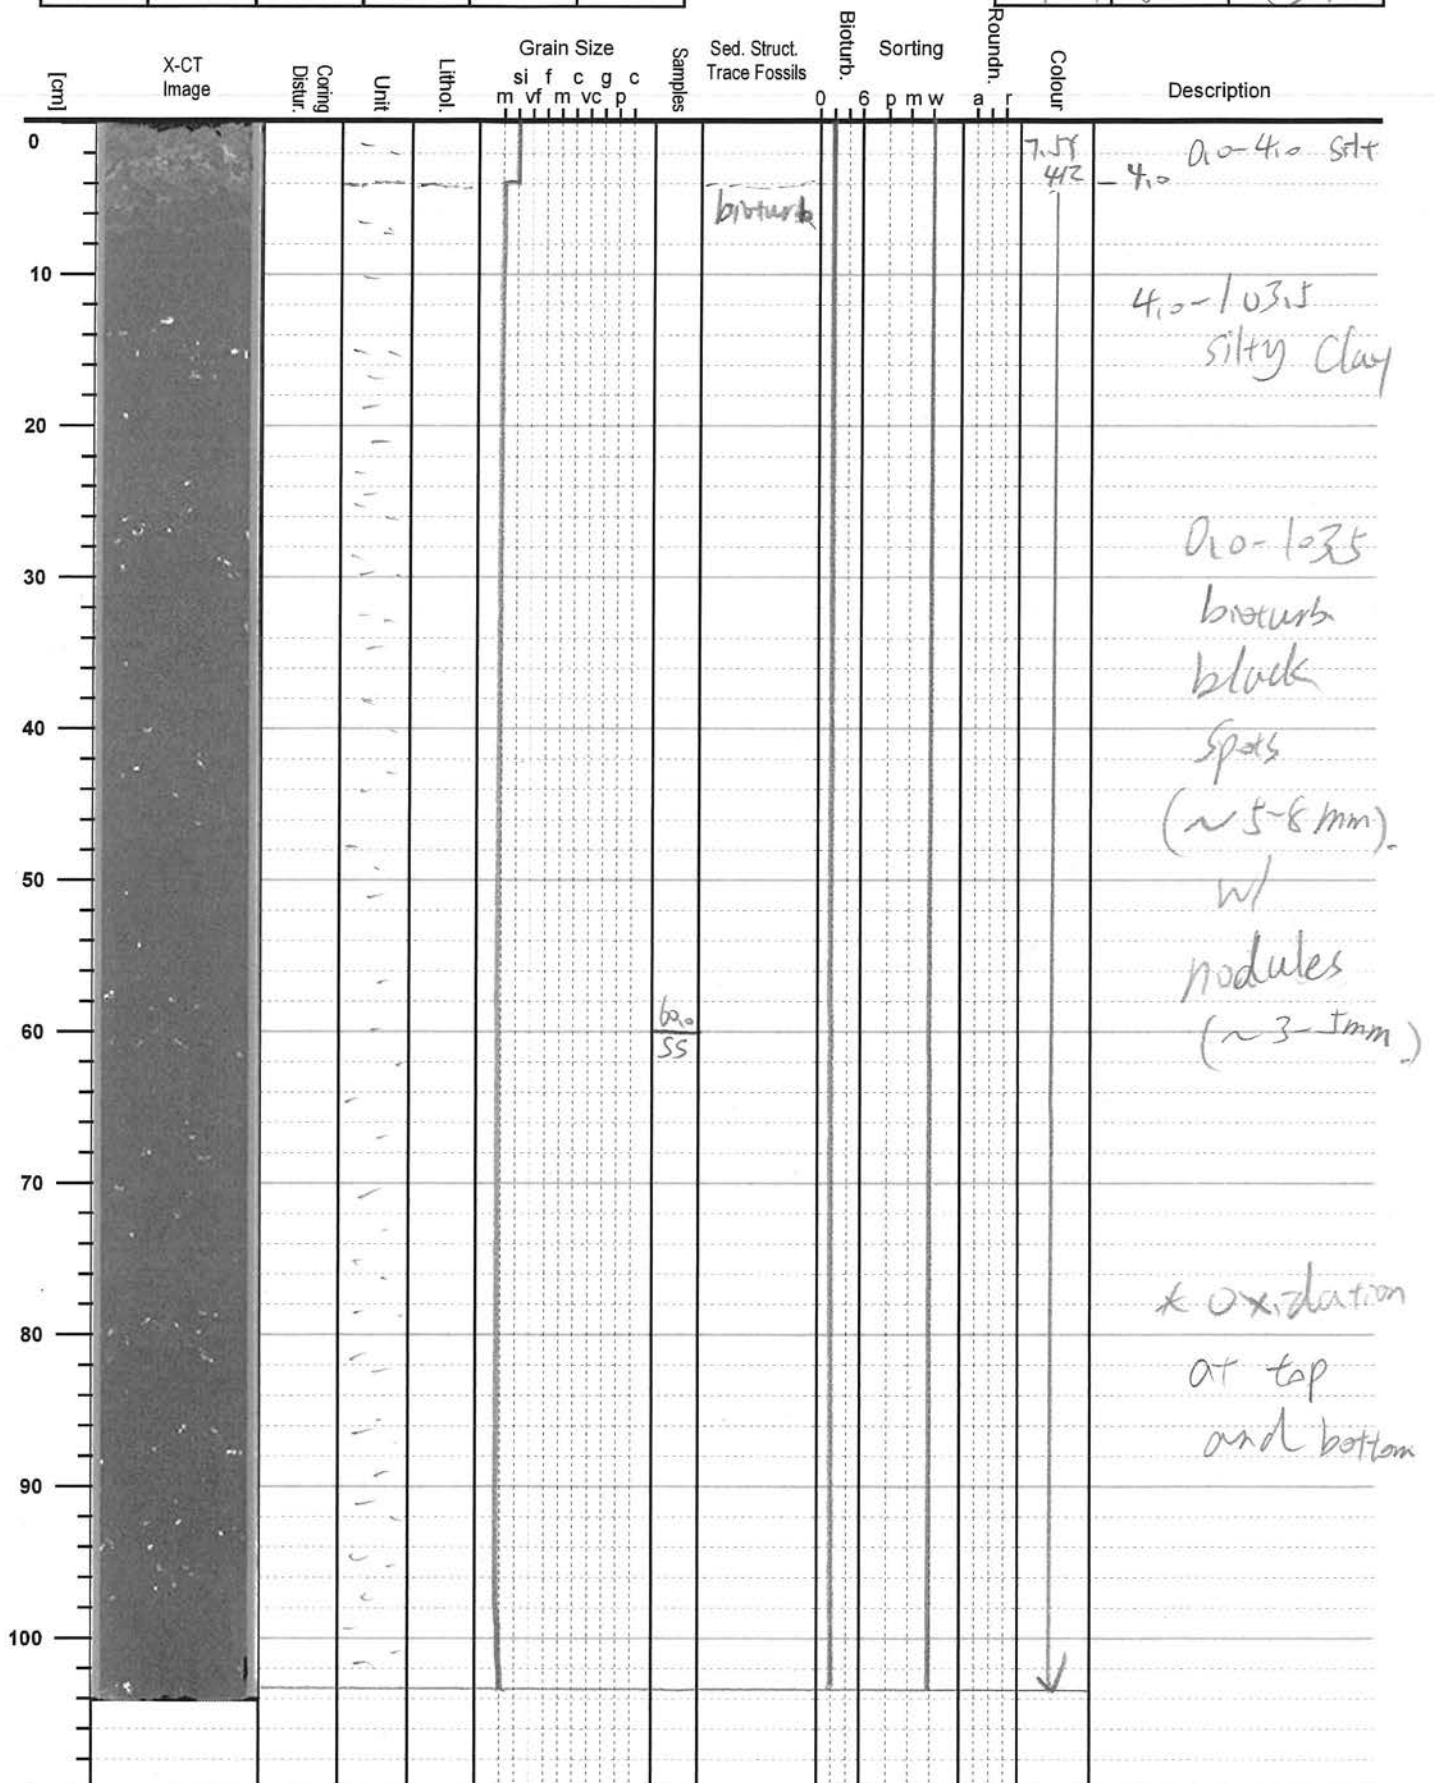 [cm]
X-CT
Image
Coring
Distur.
Unit
Lithol.
Grain Size
si f c g c
m vf m vc p
Samples
Sed. Struct.
Trace Fossils
Bioturb.
0 6
Sorting
p m w
Roundn.
a r
Colour
Description
0
7.5Y
4/2
4.0
0.0-4.0 silt
bioturb
10
4.0-103.5
silty Clay
20
0.0-103.5
30
bioturb
black
40
spots
(~5-8 mm).
50
w/
nodules
60
60.0
SS
(~3-5mm.)
70
* oxidation
80
at top
and bottom
90
100